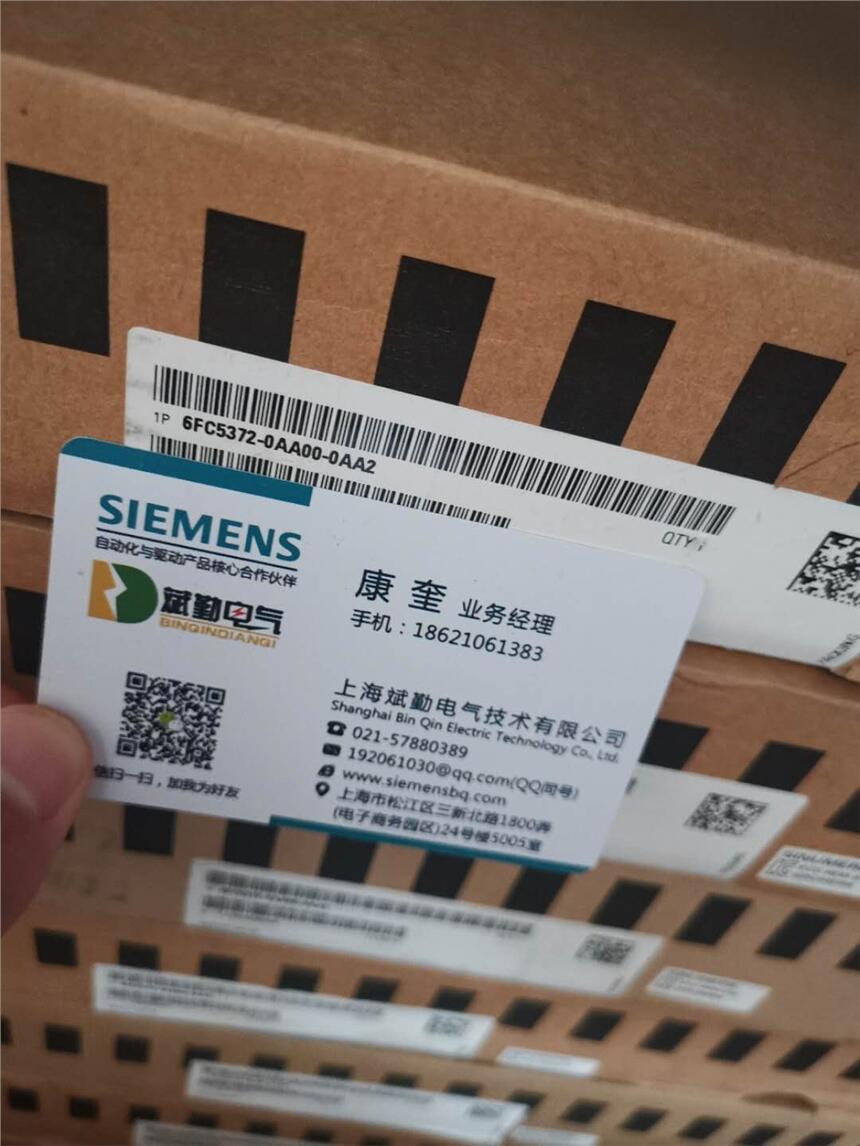 1P 6FC5372-0AA00-0AA2
QTY
SIEMENS
自动化与驱动产品核心合作伙伴
斌勤电气
BINQINDIANQI
康奎 业务经理
手机：18621061383
上海斌勤电气技术有限公司
Shanghai Bin Qin Electric Technology Co., Ltd.
021-57880389
192061030@qq.com(QQ同号)
www.siemensbq.com
上海市松江区三新北路1800弄
(电子商务园区)24号楼5005室
信扫一扫，加我为好友
SINUMERIK